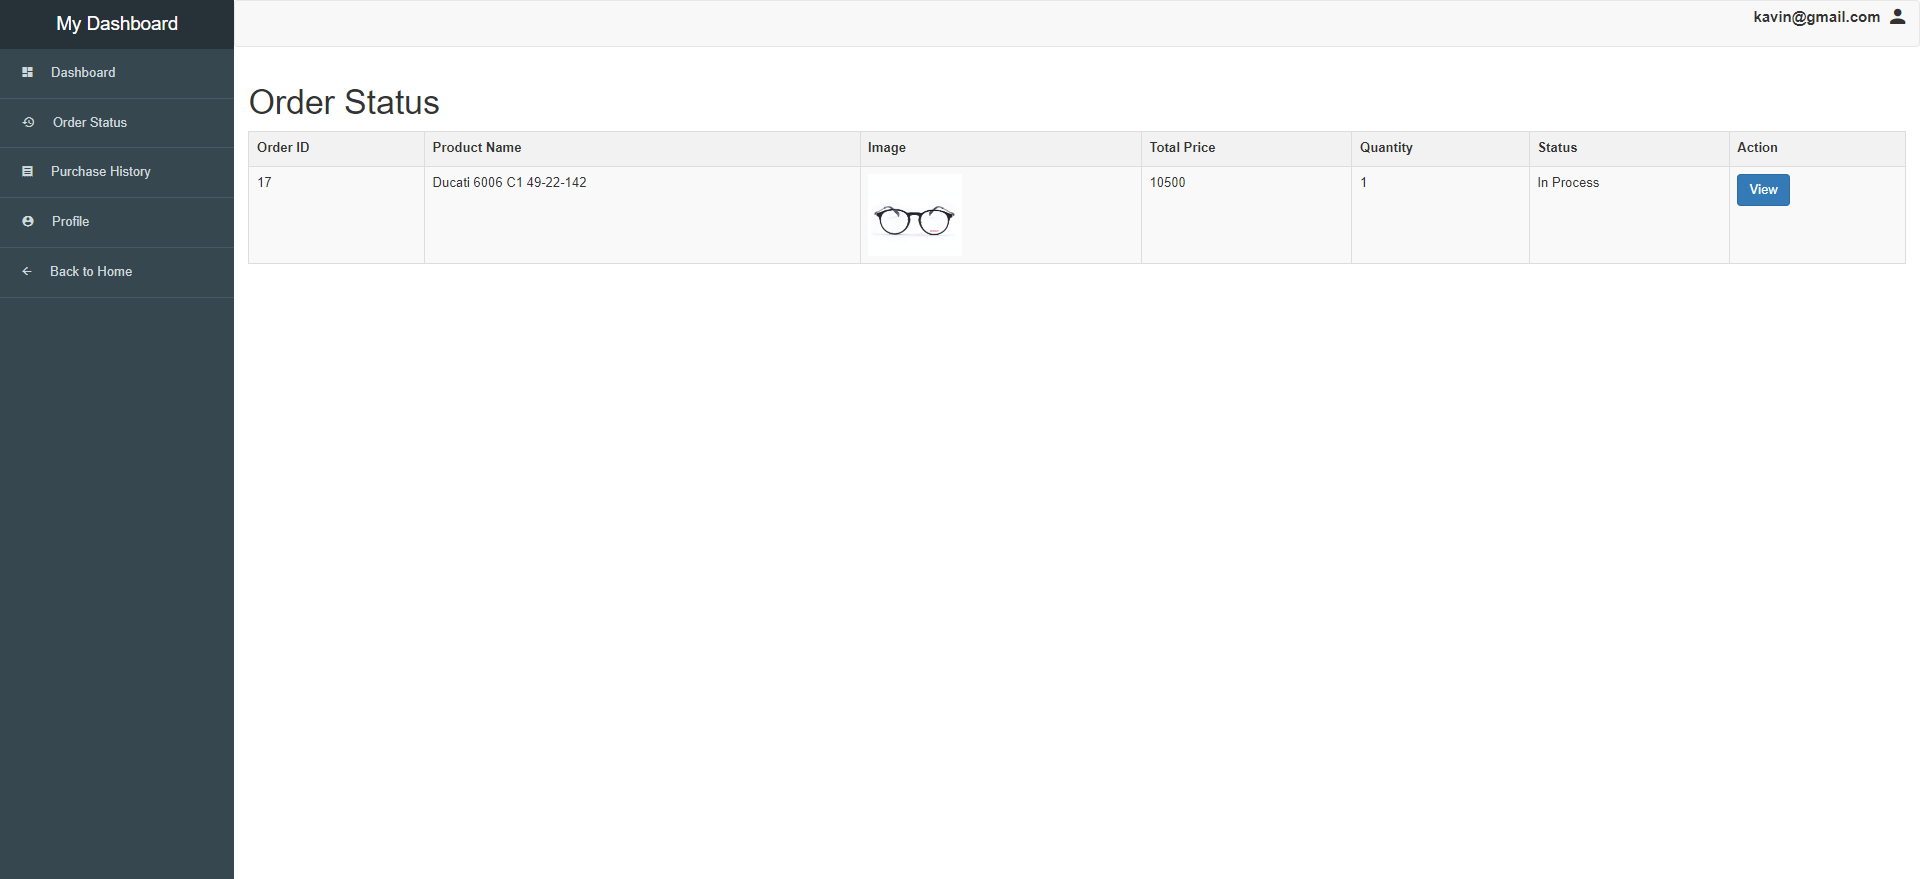 My Dashboard
kavin@gmail.com
Dashboard
Order Status
Purchase History
Profile
Back to Home
Order Status
Order ID Product Name Image Total Price Quantity Status Action
17 Ducati 6006 C1 49-22-142 10500 1 In Process View